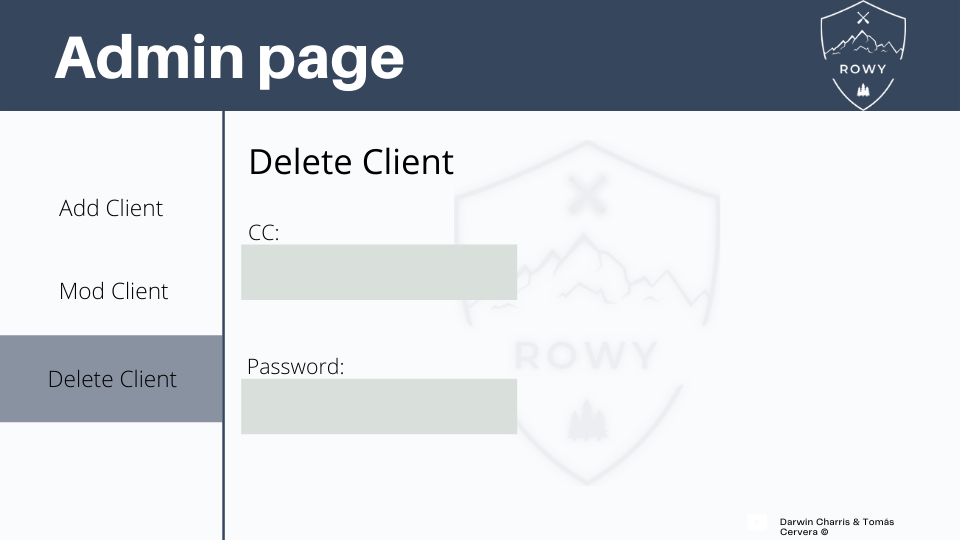 Admin page
ROWY
Add Client
Mod Client
Delete Client
Delete Client
CC:
Password:
ROWY
Darwin Charris & Tomás
Cervera ©